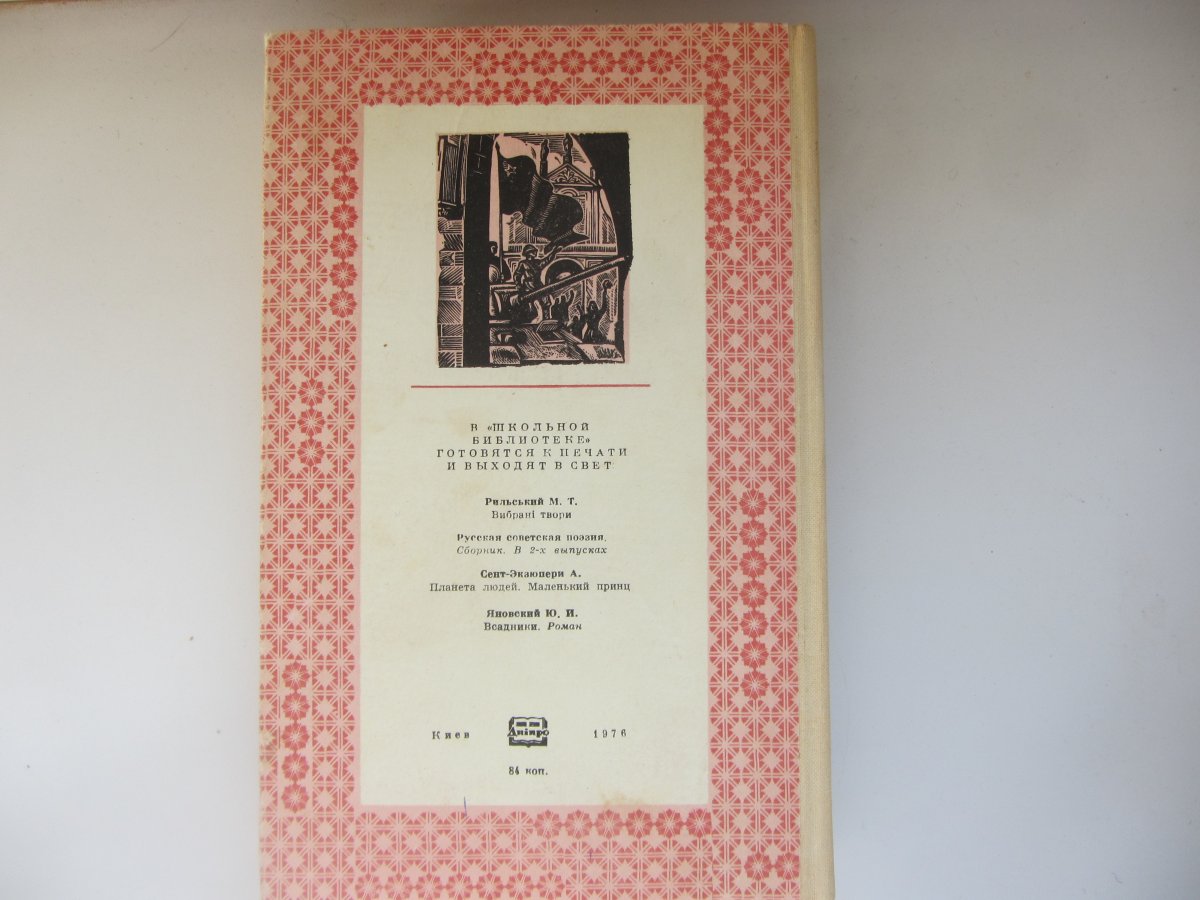 В «ШКОЛЬНОЙ
БИБЛИОТЕКЕ»
ГОТОВЯТСЯ К ПЕЧАТИ
И ВЫХОДЯТ В СВЕТ:
Рильський М. Т.
Вибрані твори
Русская советская поэзия.
Сборник. В 2-х выпусках
Сент-Экзюпери А.
Планета людей. Маленький принц
Яновский Ю. И.
Всадники. Роман
Киев Дніпро 1976
84 коп.